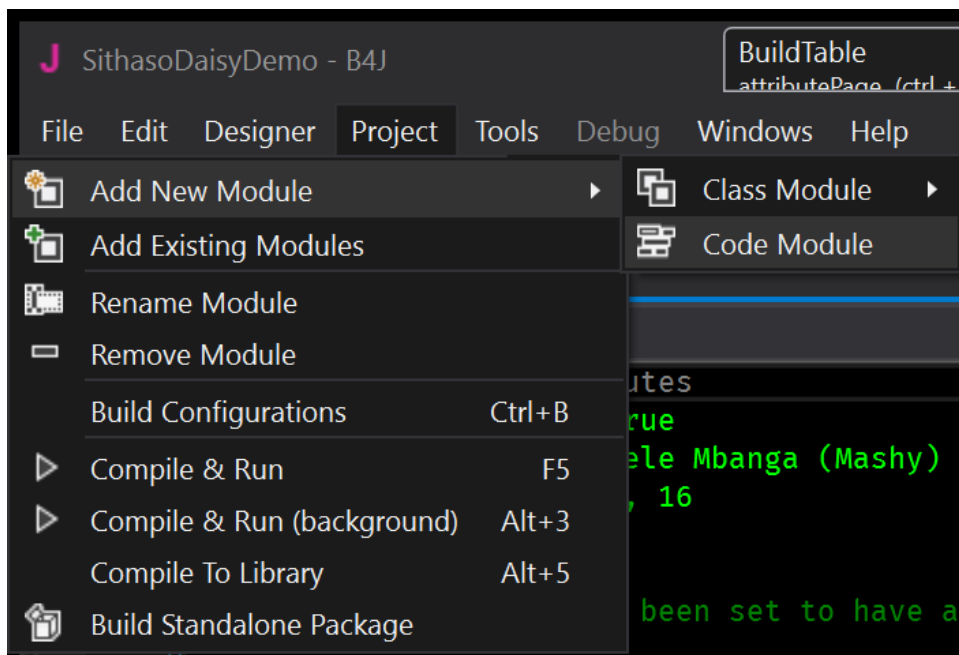 J SithasoDaisyDemo - B4J
BuildTable
attributePage (ctrl +
File Edit Designer Project Tools Debug Windows Help
Add New Module
Class Module
Add Existing Modules
Code Module
Rename Module
Remove Module
utes
Build Configurations Ctrl+B
rue
Compile & Run F5
ele Mbanga (Mashy)
Compile & Run (background) Alt+3
, 16
Compile To Library Alt+5
Build Standalone Package
been set to have a